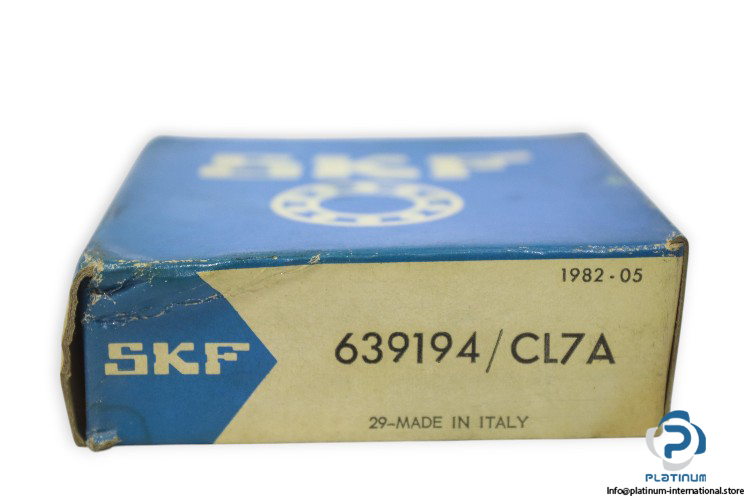 SKF
1982-05
SKF
639194/CL7A
29-MADE IN ITALY
PLATINUM
Info@platinum-international.store